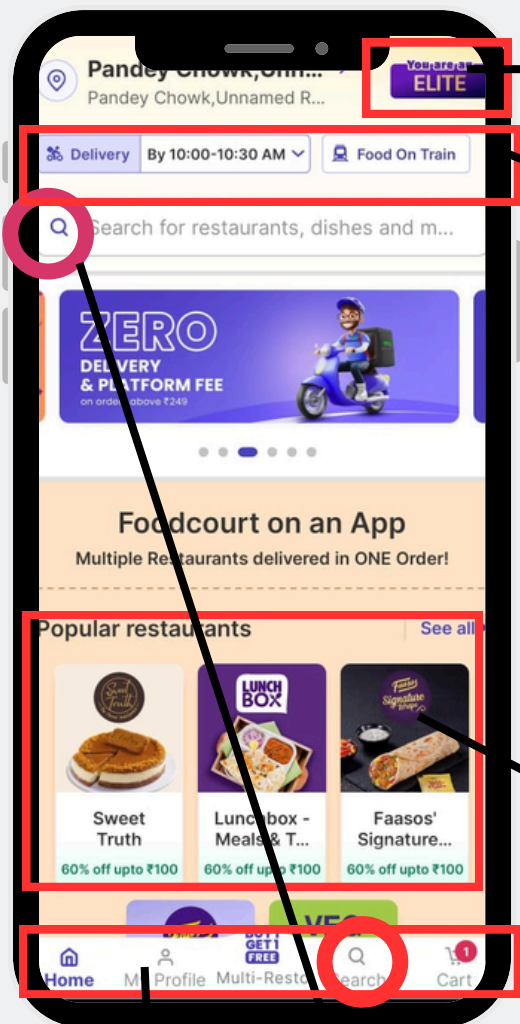 Pandey Chowk,Unn...
Pandey Chowk,Unnamed R...
You are an
ELITE
Delivery
By 10:00-10:30 AM
Food On Train
Search for restaurants, dishes and m...
ZERO
DELIVERY
& PLATFORM FEE
on orders above ₹249
Foodcourt on an App
Multiple Restaurants delivered in ONE Order!
Popular restaurants
See all
Sweet
Truth
LUNCH
BOX
Faasos
Signature
Wraps
Sweet
Truth
Lunchbox -
Meals & T...
Faasos'
Signature...
60% off upto ₹100
60% off upto ₹100
60% off upto ₹100
VEG
BUY 1
GET 1
FREE
Home
My Profile
Multi-Resto
Search
1
Cart